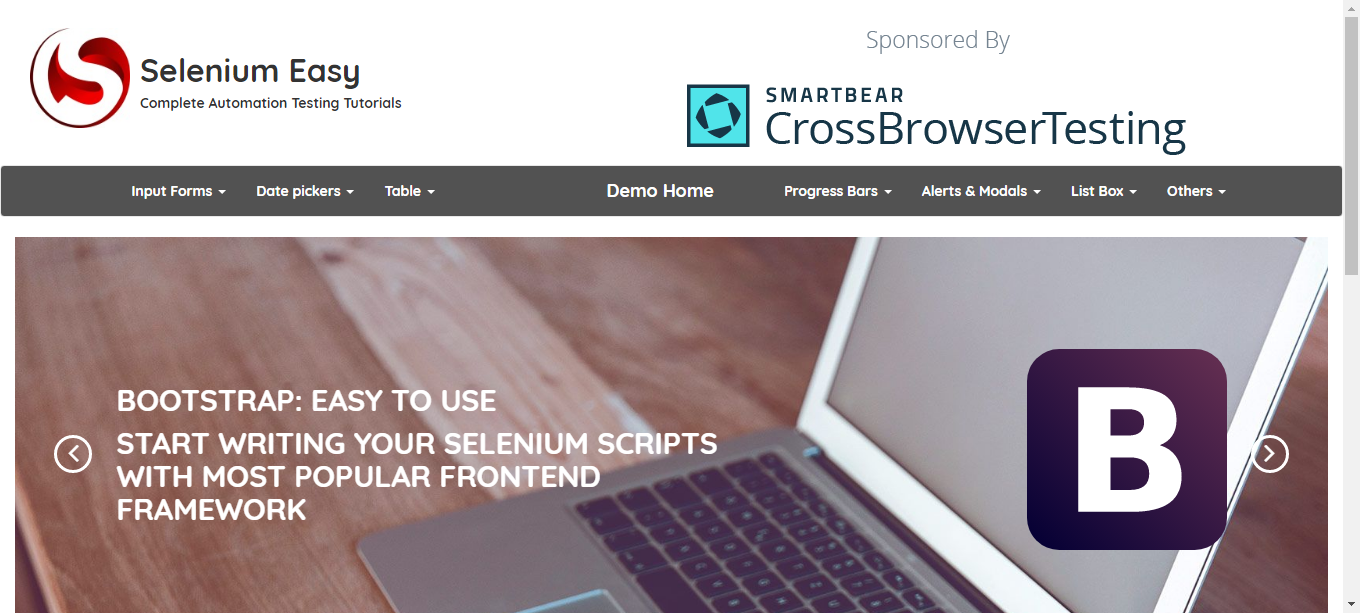 Selenium Easy
Complete Automation Testing Tutorials
Sponsored By
SMARTBEAR
CrossBrowserTesting
Input Forms
Date pickers
Table
Demo Home
Progress Bars
Alerts & Modals
List Box
Others
BOOTSTRAP: EASY TO USE
START WRITING YOUR SELENIUM SCRIPTS
WITH MOST POPULAR FRONTEND
FRAMEWORK
B